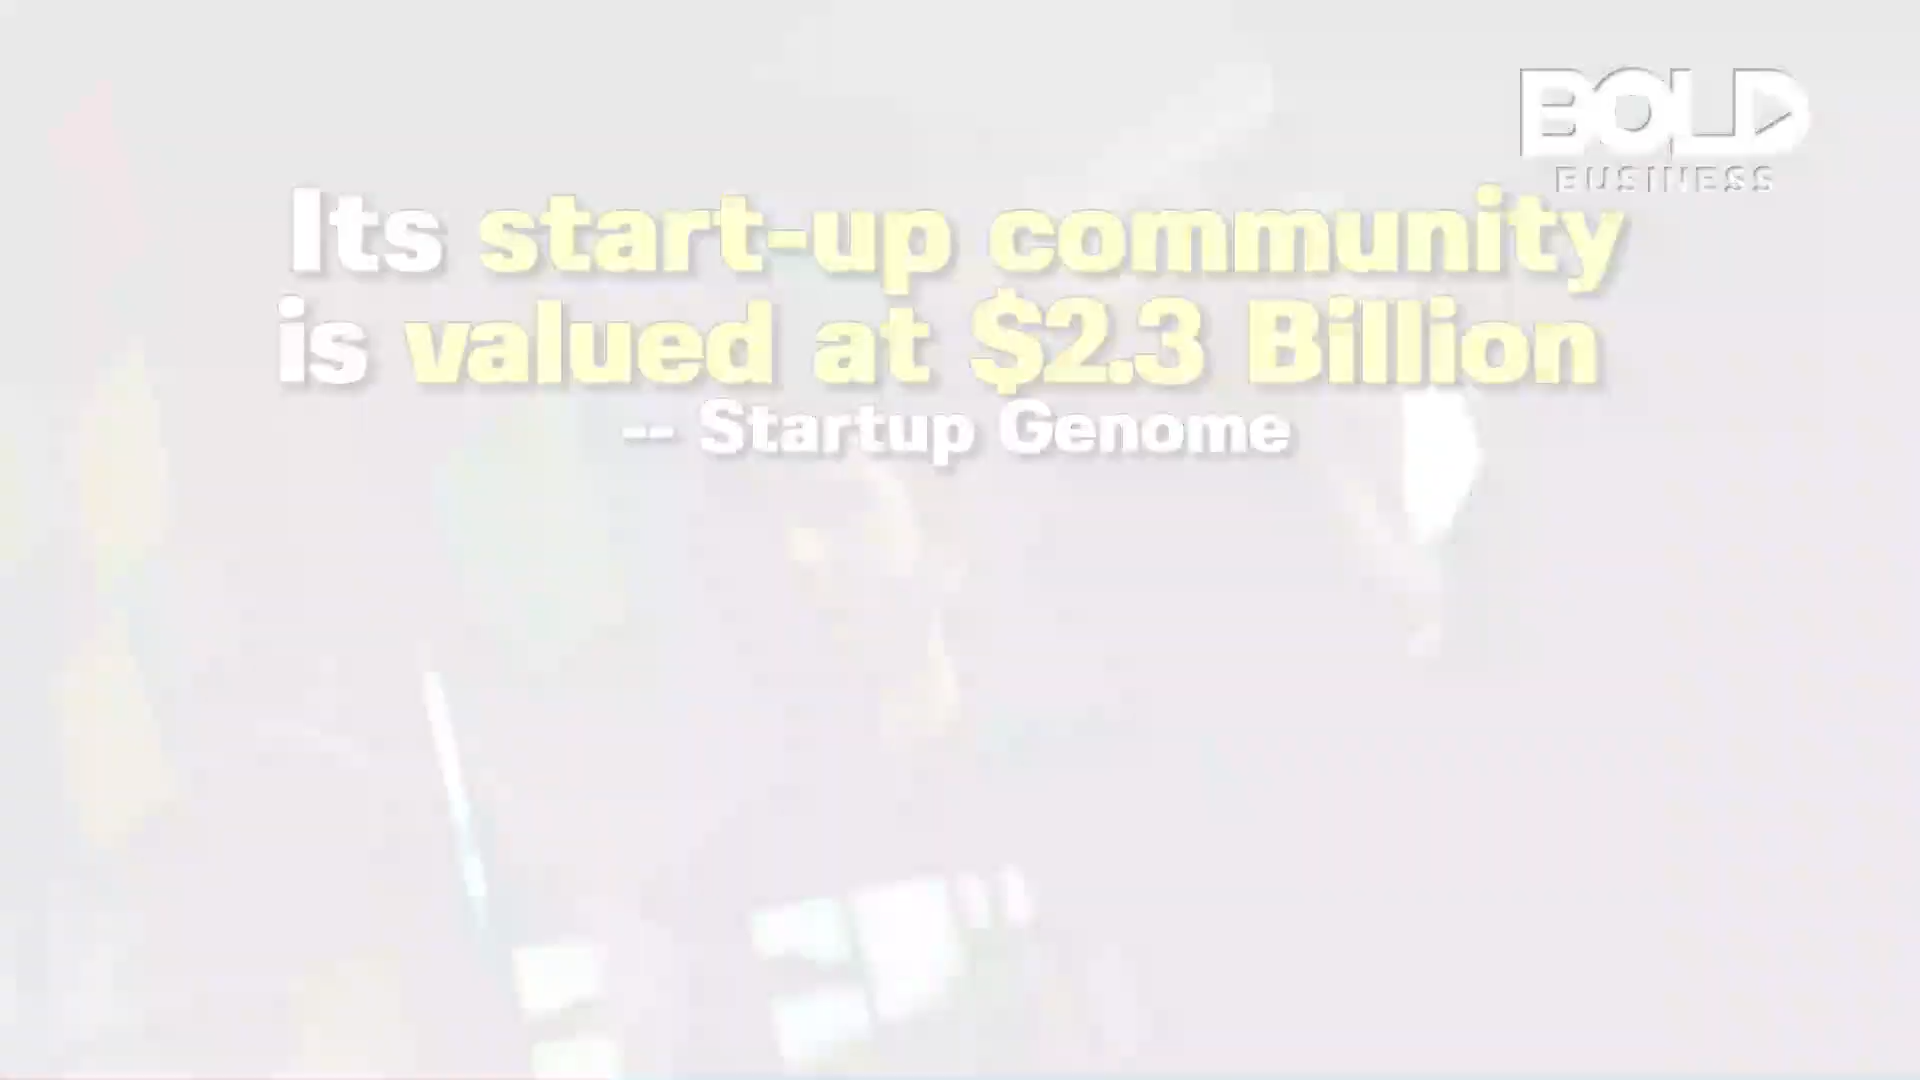 BOLD
BUSINESS
Its start-up community
is valued at $2.3 Billion
-- Startup Genome